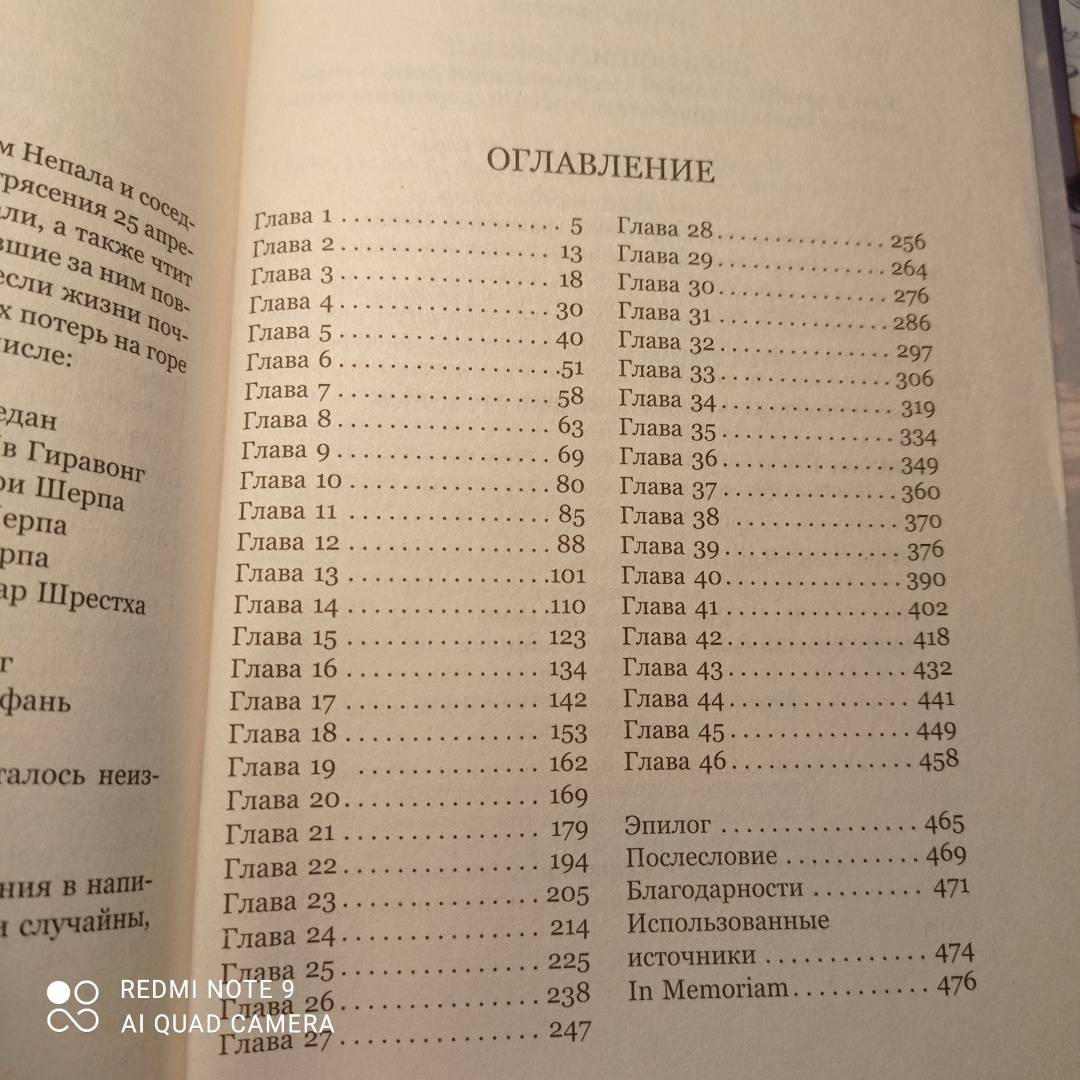 м Непала и сосед-
трясения 25 апре-
али, а также чтит
вшие за ним пов-
если жизни поч-
х потерь на горе
числе:
едан
в Гиравонг
ри Шерпа
Шерпа
ерпа
ар Шрестха
г
фань
талось неиз-
ния в напи-
и случайны,
ОГЛАВЛЕНИЕ
Глава 1 . . . . . . . . . . . . . . . . . . 5
Глава 2 . . . . . . . . . . . . . . . . . 13
Глава 3 . . . . . . . . . . . . . . . . . 18
Глава 4 . . . . . . . . . . . . . . . . . 30
Глава 5 . . . . . . . . . . . . . . . . . 40
Глава 6 . . . . . . . . . . . . . . . . . 51
Глава 7 . . . . . . . . . . . . . . . . . 58
Глава 8 . . . . . . . . . . . . . . . . . 63
Глава 9 . . . . . . . . . . . . . . . . . 69
Глава 10 . . . . . . . . . . . . . . . . 80
Глава 11 . . . . . . . . . . . . . . . . 85
Глава 12 . . . . . . . . . . . . . . . . 88
Глава 13 . . . . . . . . . . . . . . . . 101
Глава 14 . . . . . . . . . . . . . . . . 110
Глава 15 . . . . . . . . . . . . . . . 123
Глава 16 . . . . . . . . . . . . . . . 134
Глава 17 . . . . . . . . . . . . . . . 142
Глава 18 . . . . . . . . . . . . . . . 153
Глава 19 . . . . . . . . . . . . . . 162
Глава 20 . . . . . . . . . . . . . . . 169
Глава 21 . . . . . . . . . . . . . . . 179
Глава 22 . . . . . . . . . . . . . . . 194
Глава 23 . . . . . . . . . . . . . . . 205
Глава 24 . . . . . . . . . . . . . . . 214
Глава 25 . . . . . . . . . . . . . . . 225
Глава 26 . . . . . . . . . . . . . . . 238
Глава 27 . . . . . . . . . . . . . . . 247
Глава 28 . . . . . . . . . . . . . . . 256
Глава 29 . . . . . . . . . . . . . . . 264
Глава 30 . . . . . . . . . . . . . . . 276
Глава 31 . . . . . . . . . . . . . . . 286
Глава 32 . . . . . . . . . . . . . . . 297
Глава 33 . . . . . . . . . . . . . . . 306
Глава 34 . . . . . . . . . . . . . . . 319
Глава 35 . . . . . . . . . . . . . . . 334
Глава 36 . . . . . . . . . . . . . . . 349
Глава 37 . . . . . . . . . . . . . . . 360
Глава 38 . . . . . . . . . . . . . . 370
Глава 39 . . . . . . . . . . . . . . . 376
Глава 40 . . . . . . . . . . . . . . . 390
Глава 41 . . . . . . . . . . . . . . . 402
Глава 42 . . . . . . . . . . . . . . . 418
Глава 43 . . . . . . . . . . . . . . . 432
Глава 44 . . . . . . . . . . . . . . . 441
Глава 45 . . . . . . . . . . . . . . . 449
Глава 46 . . . . . . . . . . . . . . . 458
Эпилог . . . . . . . . . . . . . . . . 465
Послесловие . . . . . . . . . . . 469
Благодарности . . . . . . . . . 471
Использованные
источники . . . . . . . . . . . . . 474
In Memoriam . . . . . . . . . . . 476
REDMI NOTE 9
AI QUAD CAMERA